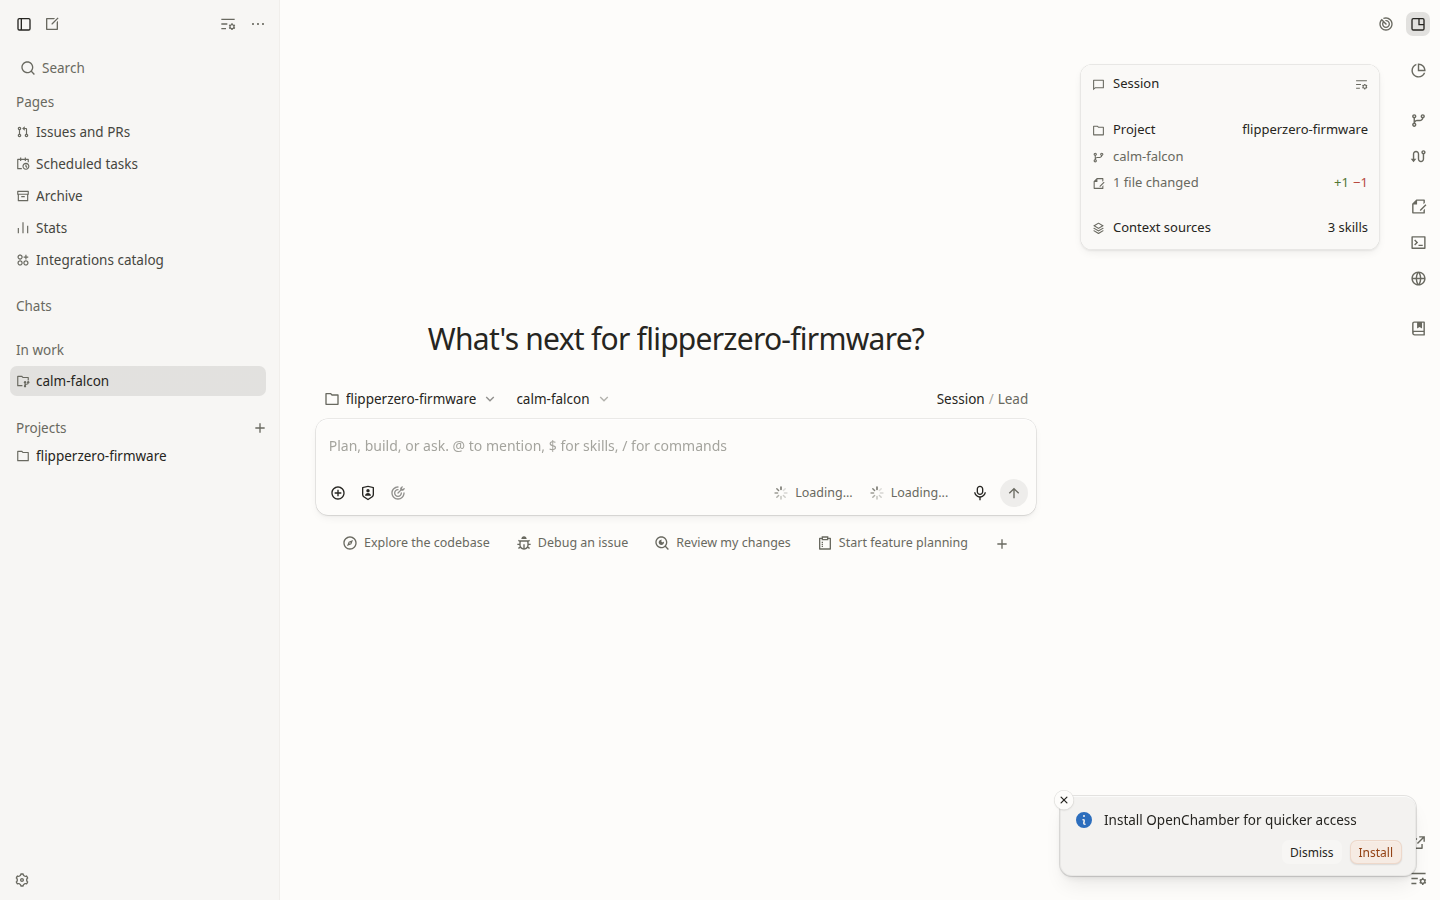 Search
Pages
Issues and PRs
Scheduled tasks
Archive
Stats
Integrations catalog
Chats
In work
calm-falcon
Projects
flipperzero-firmware
What's next for flipperzero-firmware?
flipperzero-firmware
calm-falcon
Session / Lead
Plan, build, or ask. @ to mention, $ for skills, / for commands
Loading...
Loading...
Explore the codebase
Debug an issue
Review my changes
Start feature planning
Session
Project flipperzero-firmware
calm-falcon
1 file changed +1 −1
Context sources 3 skills
Install OpenChamber for quicker access
Dismiss
Install